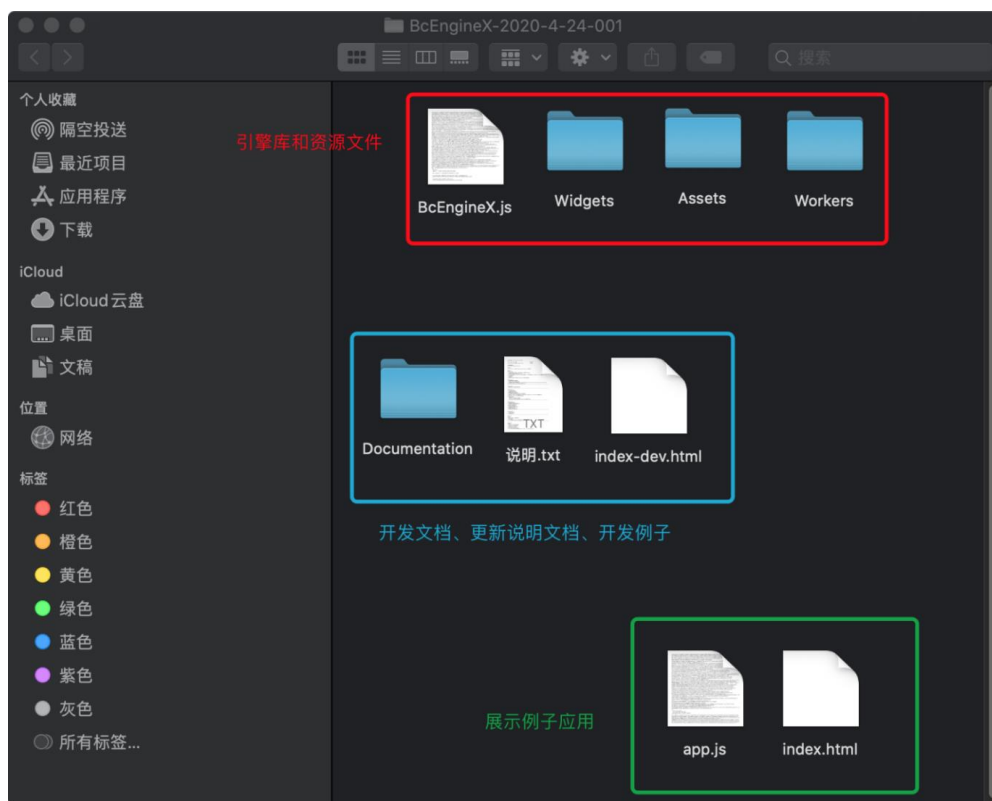 BcEngineX-2020-4-24-001
搜索
个人收藏
隔空投送
最近项目
应用程序
下载
iCloud
iCloud云盘
桌面
文稿
位置
网络
标签
红色
橙色
黄色
绿色
蓝色
紫色
灰色
所有标签...
引擎库和资源文件
BcEngineX.js
Widgets
Assets
Workers
Documentation
TXT
说明.txt
index-dev.html
开发文档、更新说明文档、开发例子
展示例子应用
app.js
index.html